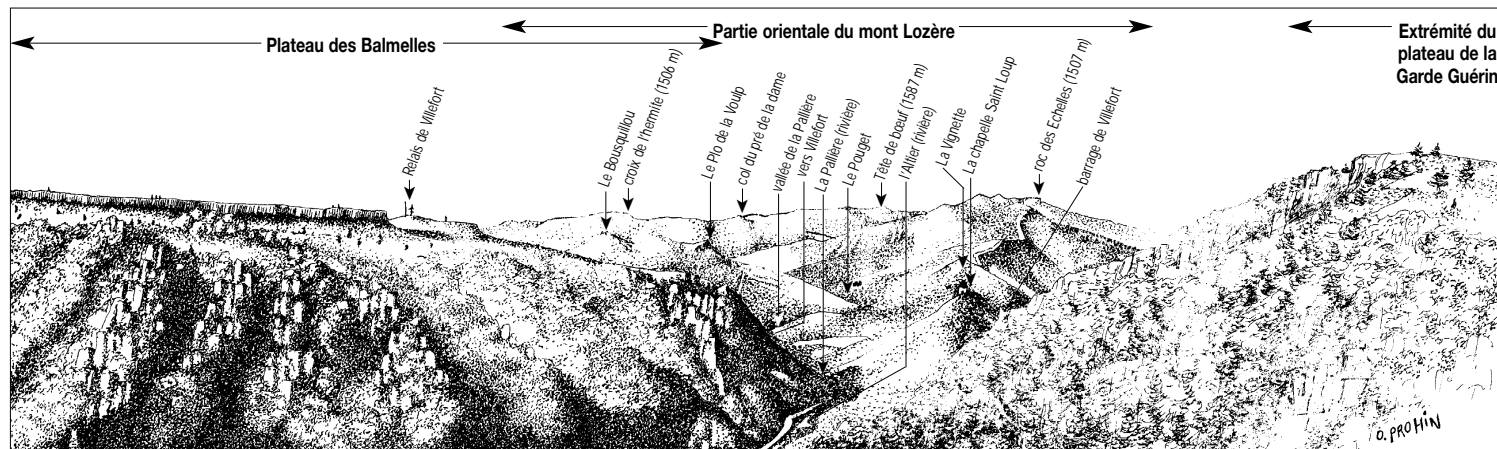 Plateau des Balmelles
Partie orientale du mont Lozère
Extrémité du
plateau de la
Garde Guérin
Relais de Villefort
Le Bousquillou
croix de l'hermite (1506 m)
Le Plo de la Voulp
col du pré de la dame
vallée de la Pallière
vers Villefort
La Pallière (rivière)
Le Pouget
Tête de bœuf (1587 m)
l'Altier (rivière)
La Vignette
La chapelle Saint Loup
roc des Echelles (1507 m)
barrage de Villefort
O. PROHIN